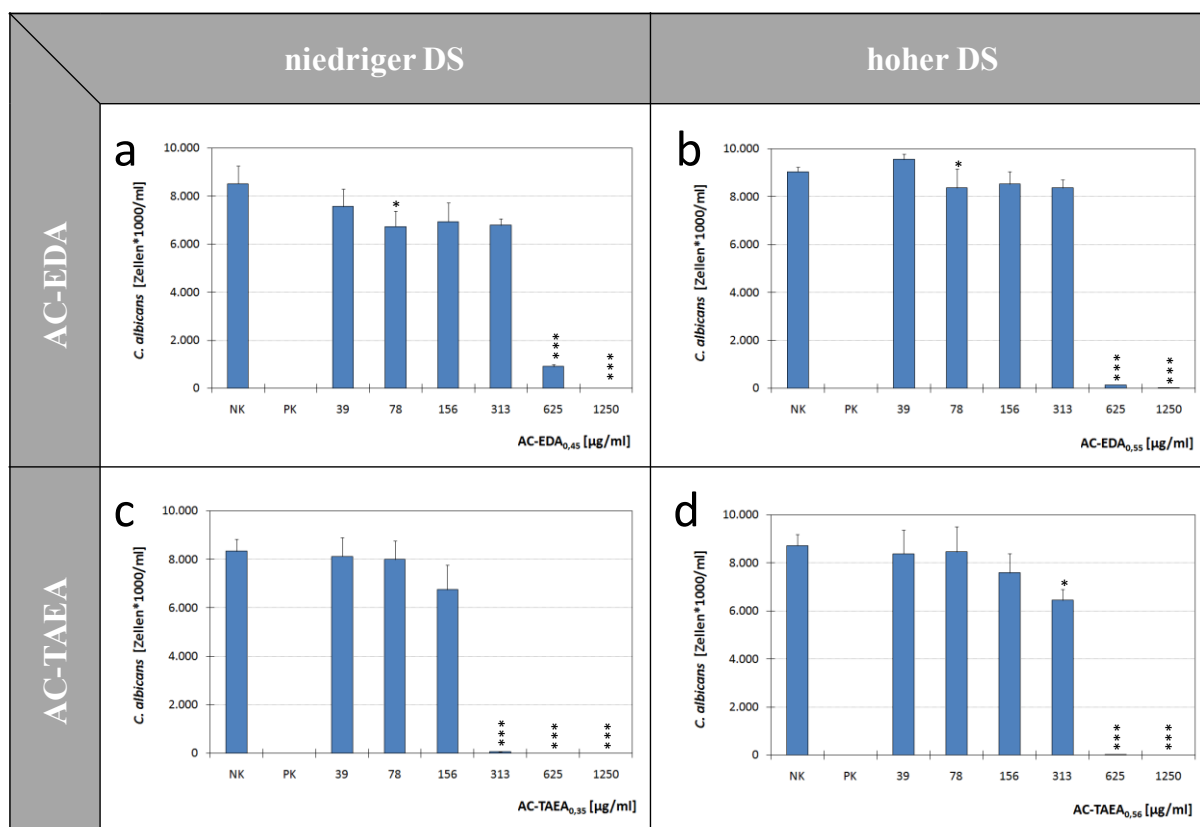 niedriger DS
hoher DS
AC-EDA
a
C. albicans [Zellen*1000/ml]
10.000
8.000
6.000
4.000
2.000
0
*
***
***
NK PK 39 78 156 313 625 1250
AC-EDA0,45 [µg/ml]
b
C. albicans [Zellen*1000/ml]
10.000
8.000
6.000
4.000
2.000
0
*
***
***
NK PK 39 78 156 313 625 1250
AC-EDA0,55 [µg/ml]
AC-TAEA
c
C. albicans [Zellen*1000/ml]
10.000
8.000
6.000
4.000
2.000
0
***
***
***
NK PK 39 78 156 313 625 1250
AC-TAEA0,35 [µg/ml]
d
C. albicans [Zellen*1000/ml]
10.000
8.000
6.000
4.000
2.000
0
*
***
***
NK PK 39 78 156 313 625 1250
AC-TAEA0,56 [µg/ml]